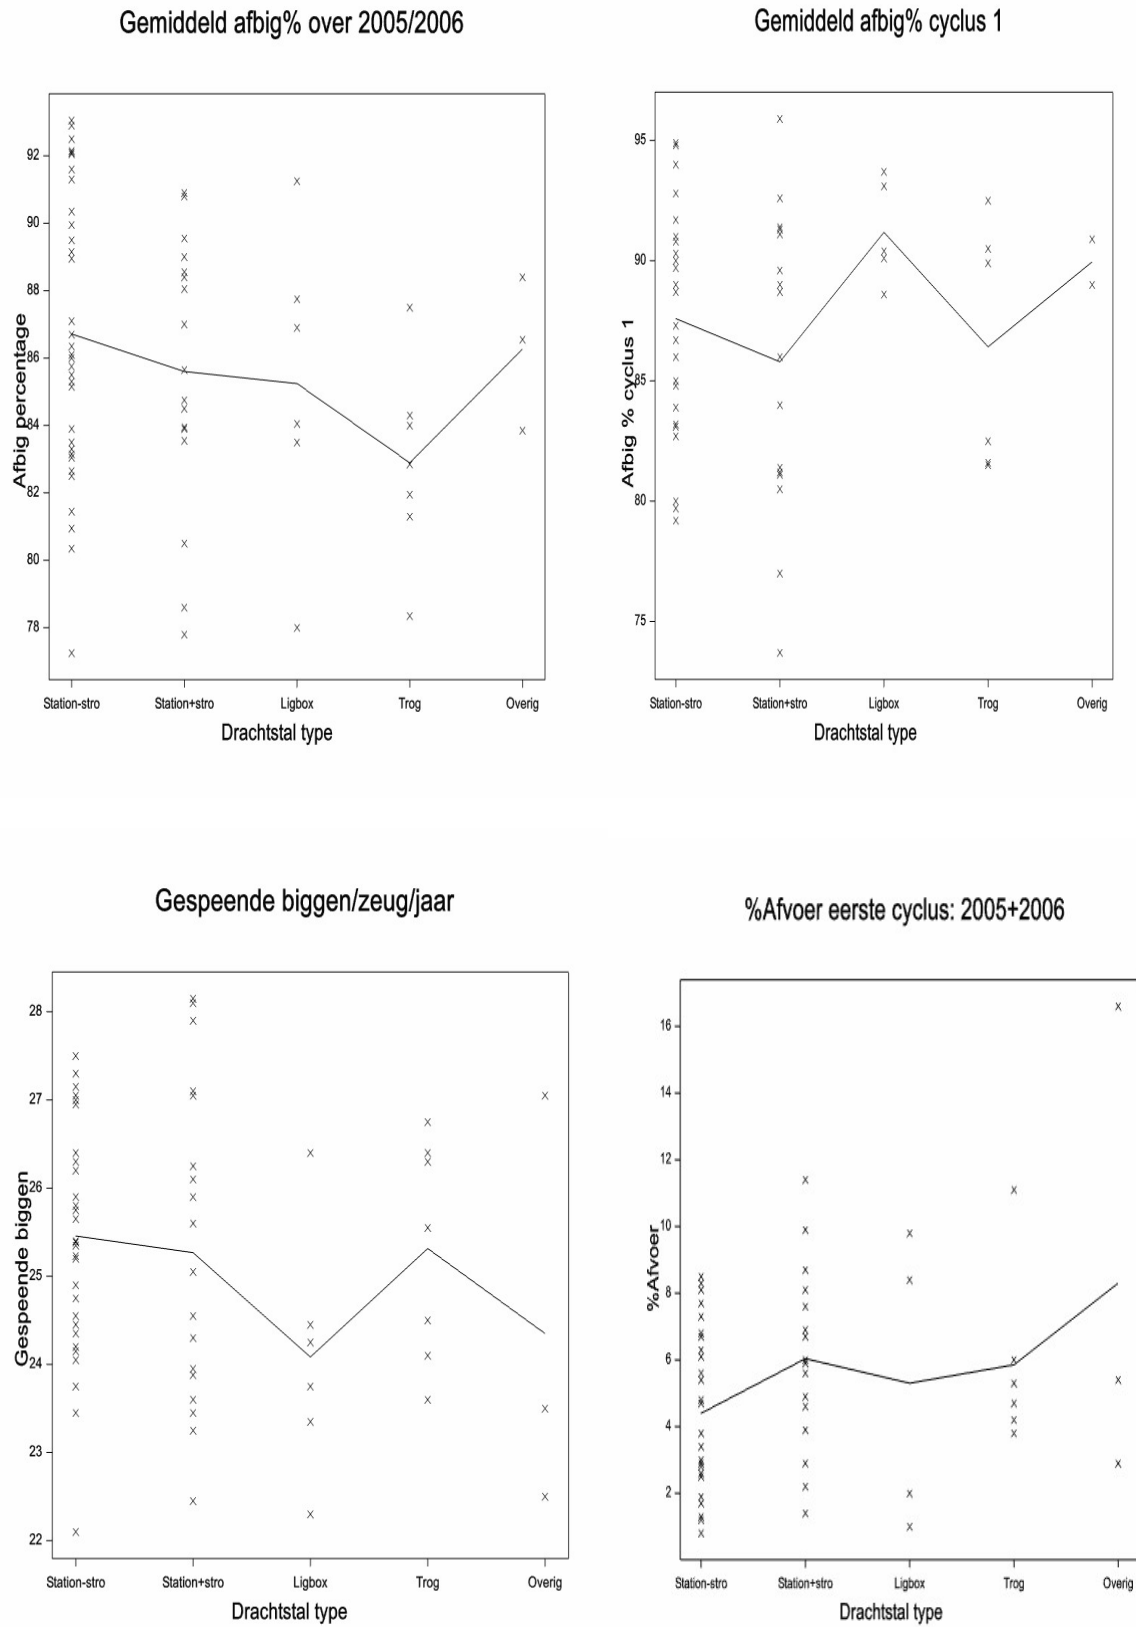 Gemiddeld afbig% over 2005/2006
Afbig percentage
92
90
88
86
84
82
80
78
Station-stro Station+stro Ligbox Trog Overig
Drachtstal type
Gemiddeld afbig% cyclus 1
Afbig % cyclus 1
95
90
85
80
75
Station-stro Station+stro Ligbox Trog Overig
Drachtstal type
Gespeende biggen/zeug/jaar
Gespeende biggen
28
27
26
25
24
23
22
Station-stro Station+stro Ligbox Trog Overig
Drachtstal type
%Afvoer eerste cyclus: 2005+2006
%Afvoer
16
14
12
10
8
6
4
2
Station-stro Station+stro Ligbox Trog Overig
Drachtstal type